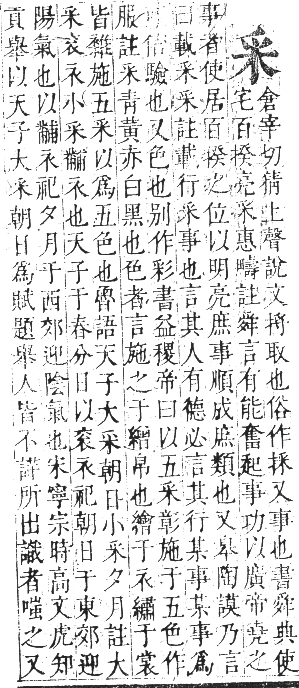 采倉宰切猜上聲說文捋取也俗作採又事也書舜典使
宅百揆亮采惠疇註舜言有能奮起事功以廣帝堯之
事者使居百揆之位以明亮庶事順成庶類也又皋陶謨乃言
曰載采采註載行采事也言其人有德必言其行某事某事爲
信驗也又色也别作彩書益稷帝曰以五采彰施于五色作
服註采青黃赤白黑也色者言施之于繒帛也繪于衣繡于裳
皆雜施五采以爲五色也魯語天子大采朝日小采夕月註大
采衮衣小采黼衣也天子于春分日以衮衣祀朝日于東郊迎
陽氣也以黼衣祀夕月于西郊迎陰氣也宋寧宗時高文虎知
貢舉以天子大采朝日爲賦題舉人皆不詳所出識者嗤之又